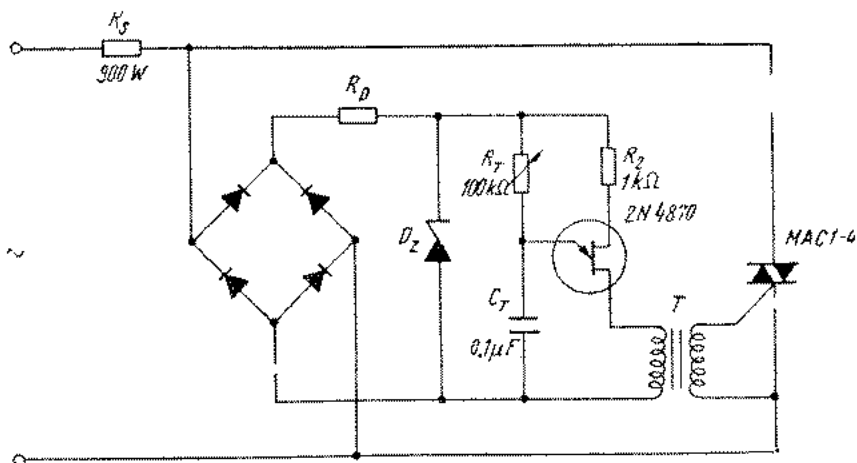 R_S
900 W
R_D
R_T
100kΩ
R_2
1kΩ
2N 4870
MAC1-4
D_Z
~
C_T
0.1μF
T